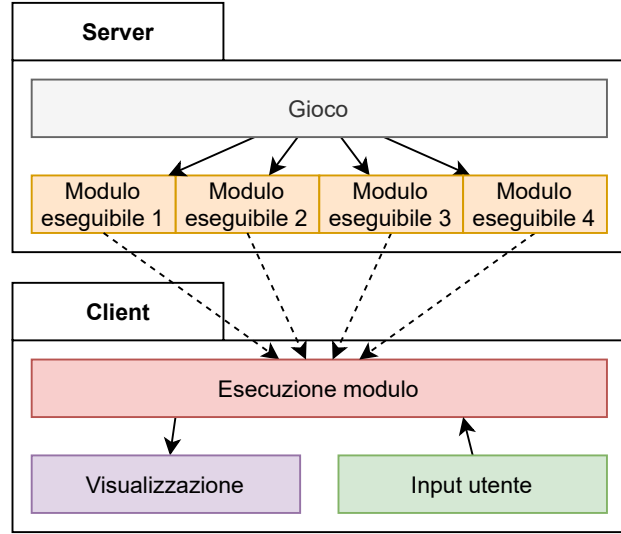 Server
Gioco
Modulo
eseguibile 1
Modulo
eseguibile 2
Modulo
eseguibile 3
Modulo
eseguibile 4
Client
Esecuzione modulo
Visualizzazione
Input utente